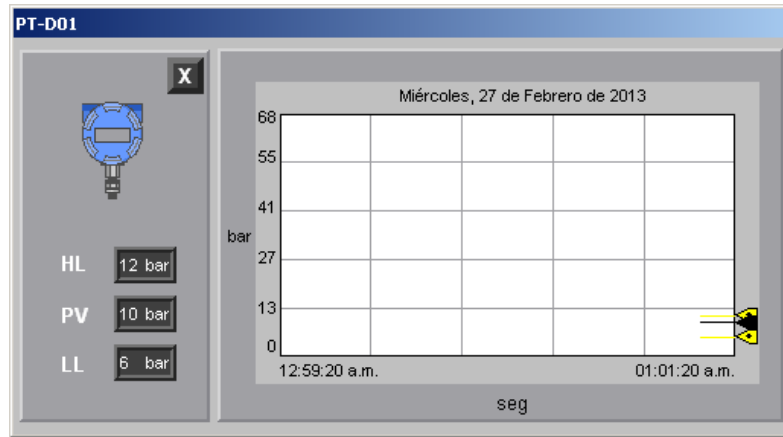 PT-D01
X
HL 12 bar
PV 10 bar
LL 6 bar
Miércoles, 27 de Febrero de 2013
68
55
41
bar
27
13
0
12:59:20 a.m. 01:01:20 a.m.
seg